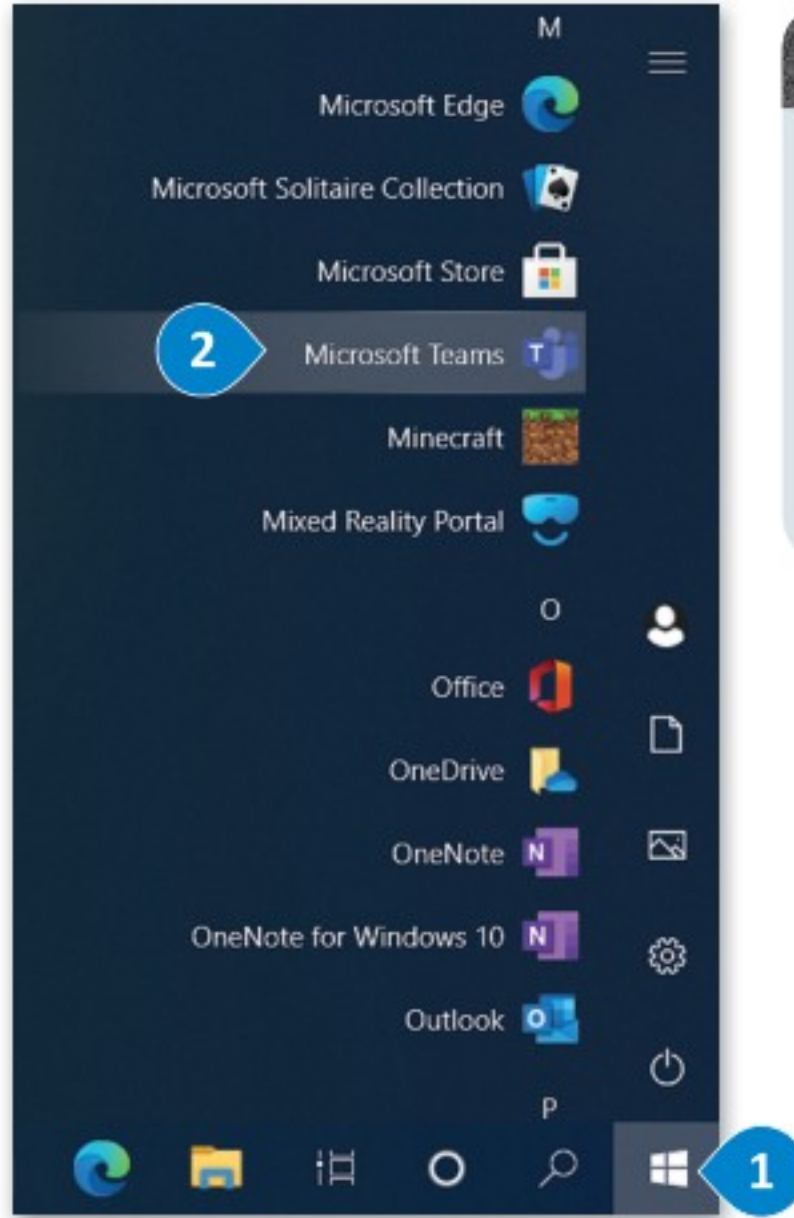 M
Microsoft Edge
Microsoft Solitaire Collection
Microsoft Store
2
Microsoft Teams
T
Minecraft
Mixed Reality Portal
O
Office
OneDrive
OneNote
N
OneNote for Windows 10
N
Outlook
O
P
1